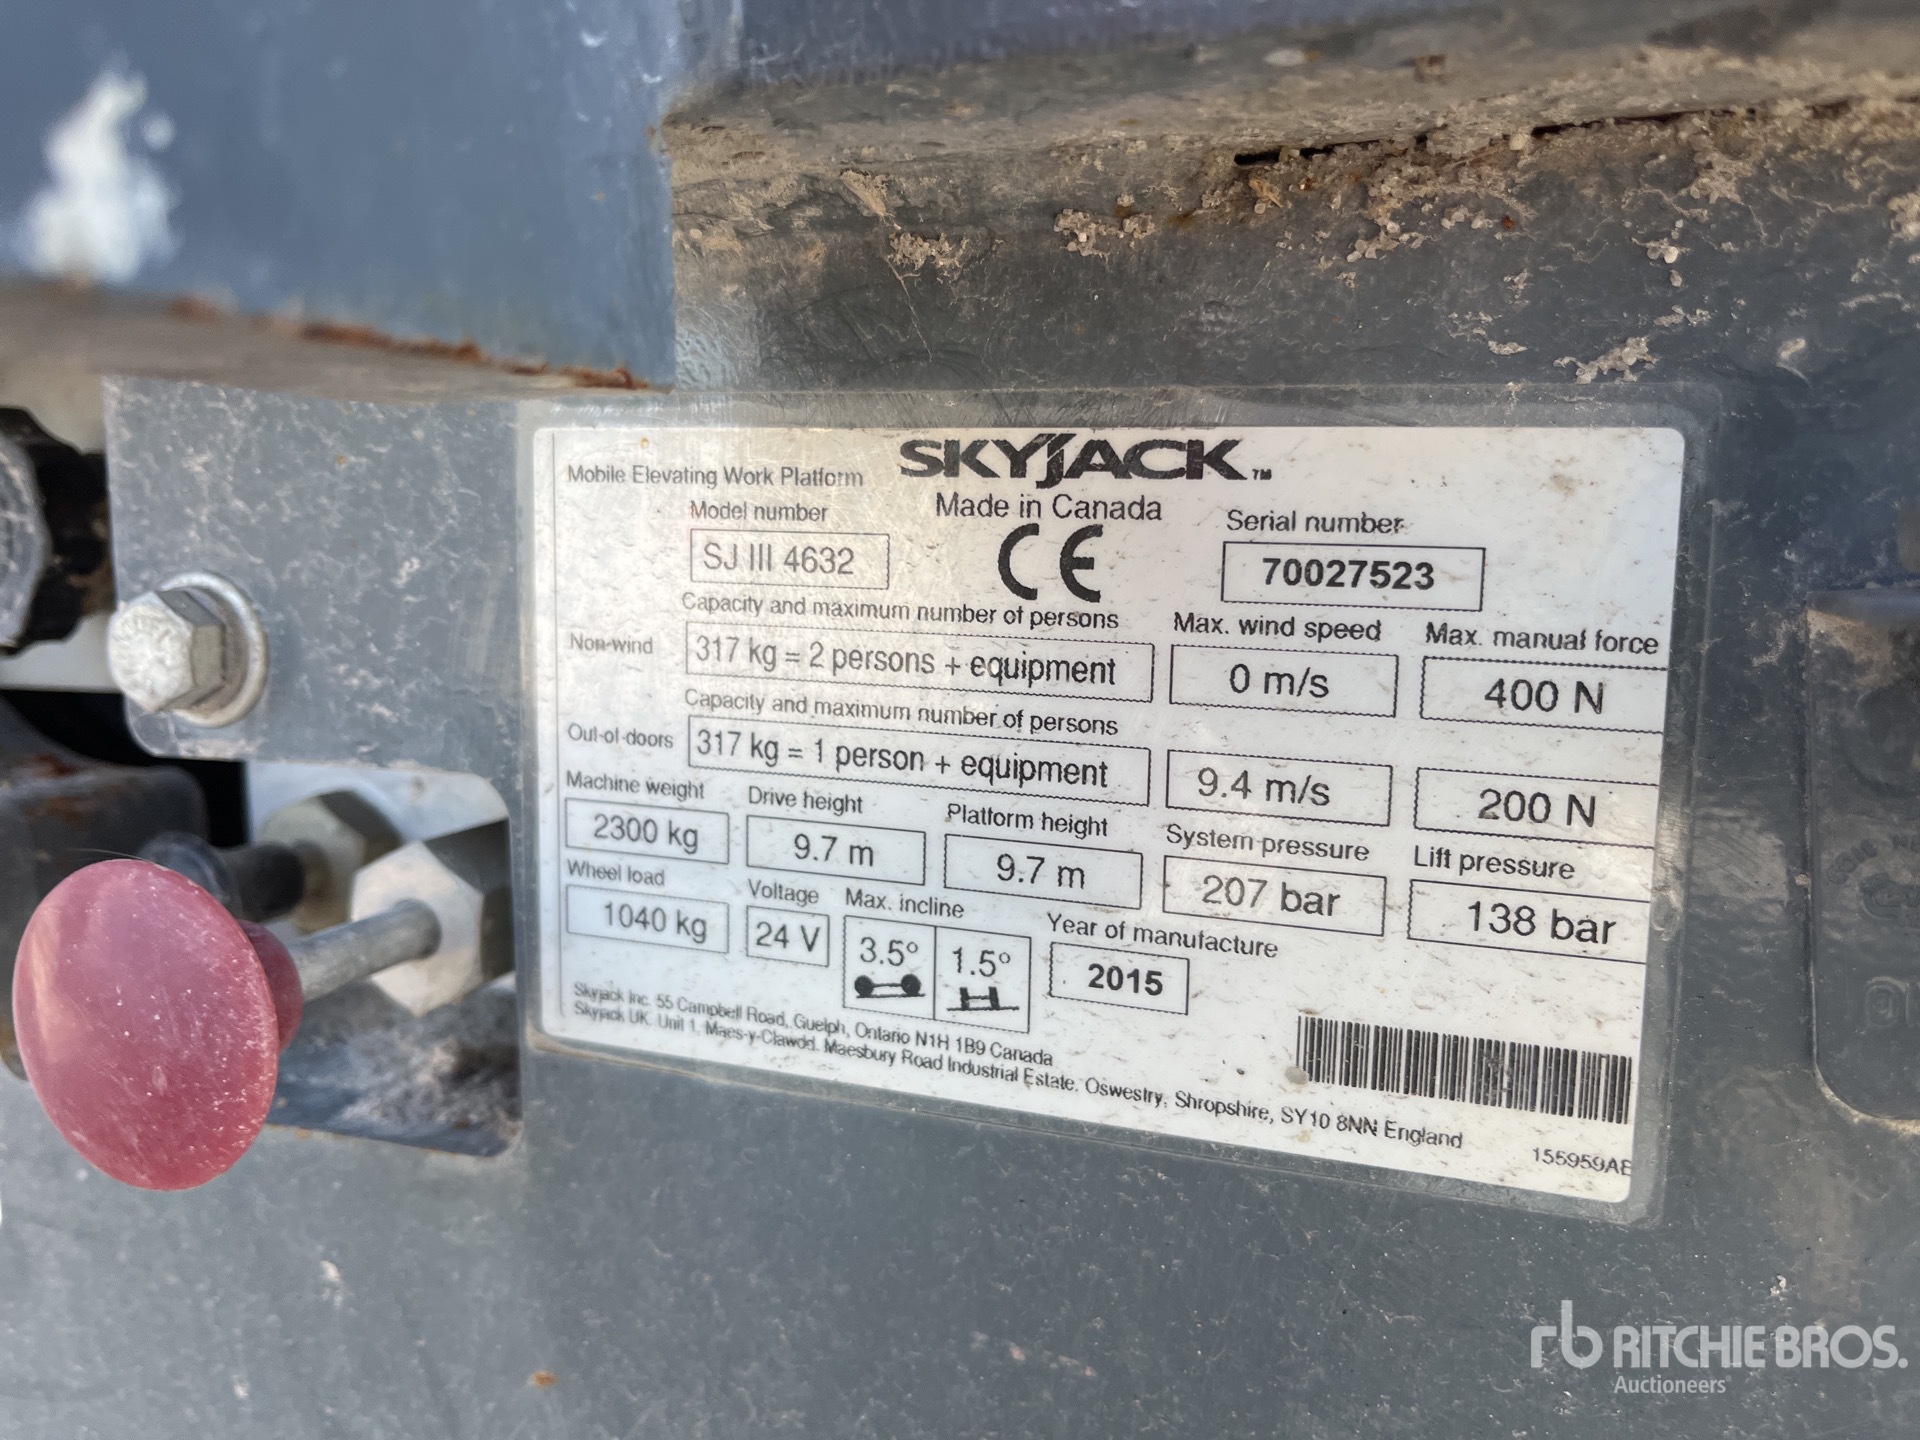 SKYJACK™
Mobile Elevating Work Platform
Made in Canada
Model number
Serial number
SJ III 4632
CE
70027523
Capacity and maximum number of persons
Max. wind speed
Max. manual force
Non-wind
317 kg = 2 persons + equipment
0 m/s
400 N
Capacity and maximum number of persons
Out-of-doors
317 kg = 1 person + equipment
9.4 m/s
200 N
Machine weight
Drive height
Platform height
System pressure
Lift pressure
2300 kg
9.7 m
9.7 m
207 bar
138 bar
Wheel load
Voltage
Max. incline
Year of manufacture
1040 kg
24 V
3.5°
1.5°
2015
Skyjack Inc. 55 Campbell Road, Guelph, Ontario N1H 1B9 Canada
Skyjack UK. Unit 1, Maes-y-Clawdd. Maesbury Road Industrial Estate. Oswestry, Shropshire, SY10 8NN England
155959AE
rb RITCHIE BROS.
Auctioneers